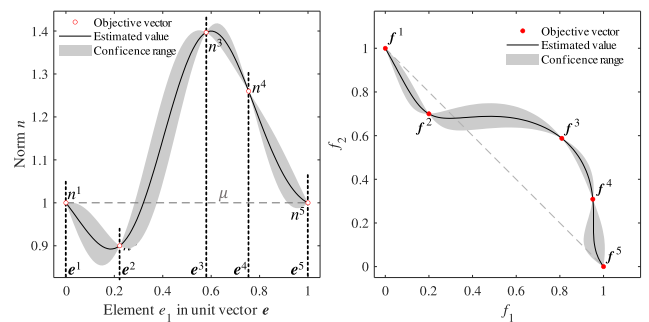 Objective vector
Estimated value
Conficence range
Norm n
1.4
1.3
1.2
1.1
1
0.9
n¹
n³
n⁴
n⁵
μ
e¹
e²
e³
e⁴
e⁵
0
0.2
0.4
0.6
0.8
1
Element e₁ in unit vector e
Objective vector
Estimated value
Conficence range
f₂
1
0.8
0.6
0.4
0.2
0
f¹
f²
f³
f⁴
f⁵
0
0.2
0.4
0.6
0.8
1
f₁